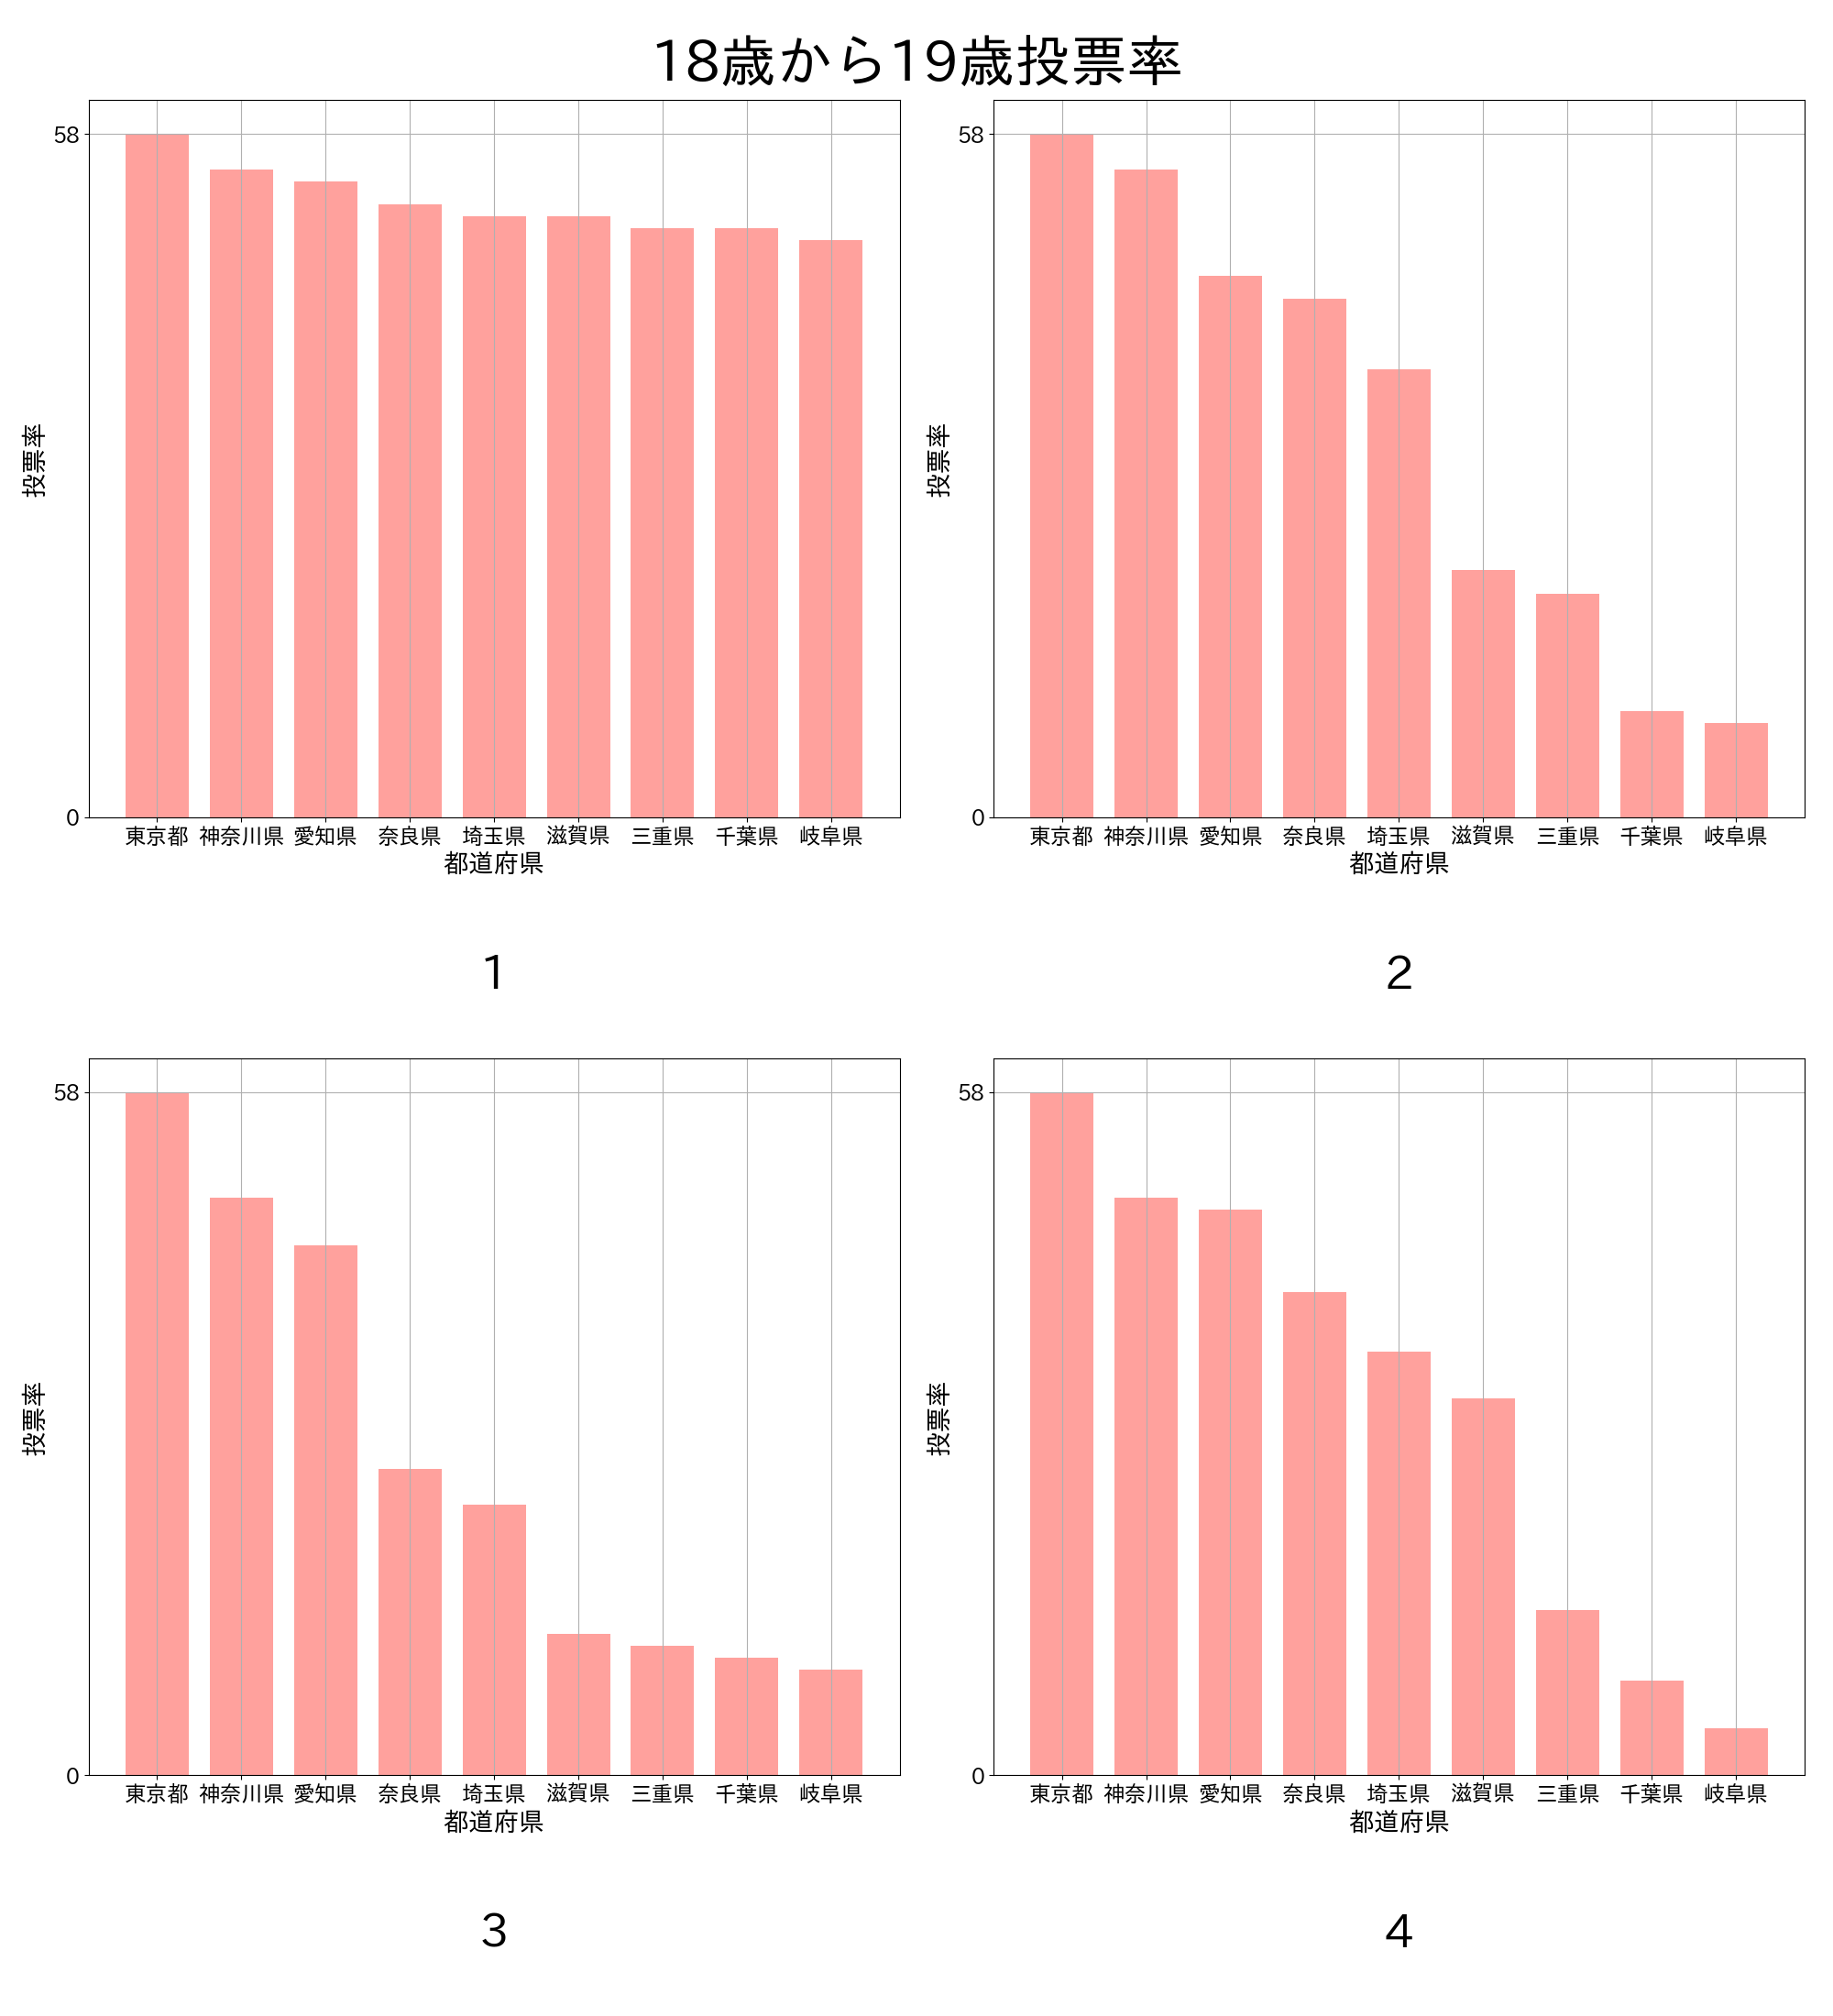 18歳から19歳投票率
58
投票率
0
東京都 神奈川県 愛知県 奈良県 埼玉県 滋賀県 三重県 千葉県 岐阜県
都道府県
1
58
投票率
0
東京都 神奈川県 愛知県 奈良県 埼玉県 滋賀県 三重県 千葉県 岐阜県
都道府県
2
58
投票率
0
東京都 神奈川県 愛知県 奈良県 埼玉県 滋賀県 三重県 千葉県 岐阜県
都道府県
3
58
投票率
0
東京都 神奈川県 愛知県 奈良県 埼玉県 滋賀県 三重県 千葉県 岐阜県
都道府県
4